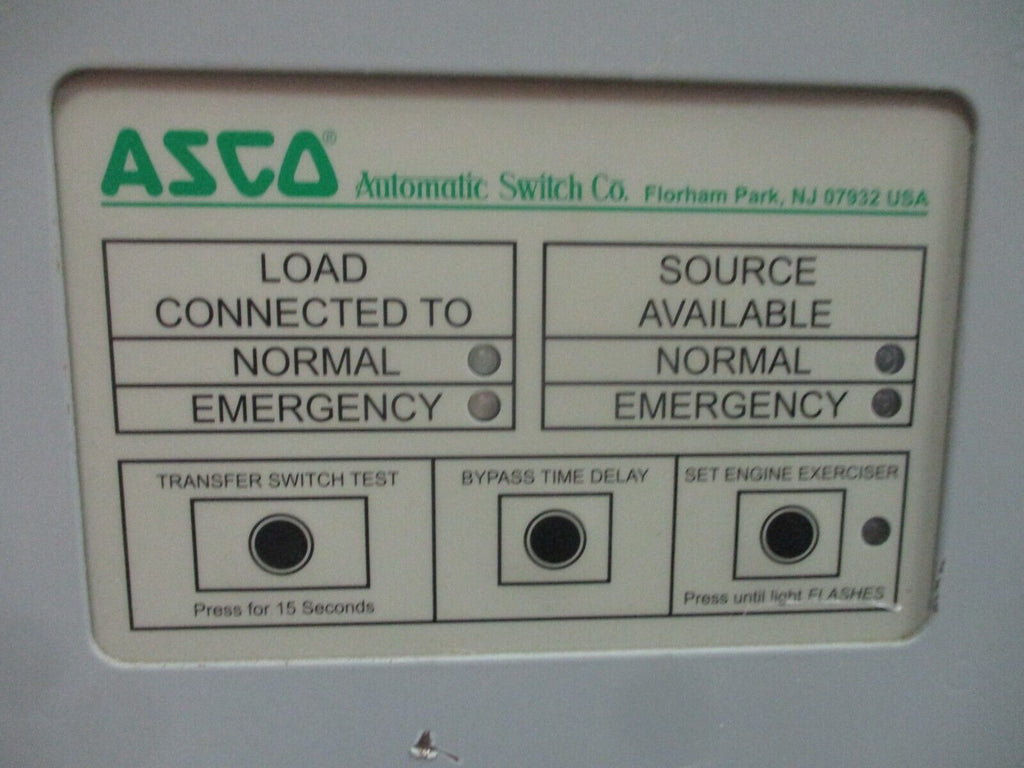 ASCO® Automatic Switch Co. Florham Park, NJ 07932 USA
LOAD
CONNECTED TO
NORMAL
EMERGENCY
SOURCE
AVAILABLE
NORMAL
EMERGENCY
TRANSFER SWITCH TEST
Press for 15 Seconds
BYPASS TIME DELAY
SET ENGINE EXERCISER
Press until light FLASHES